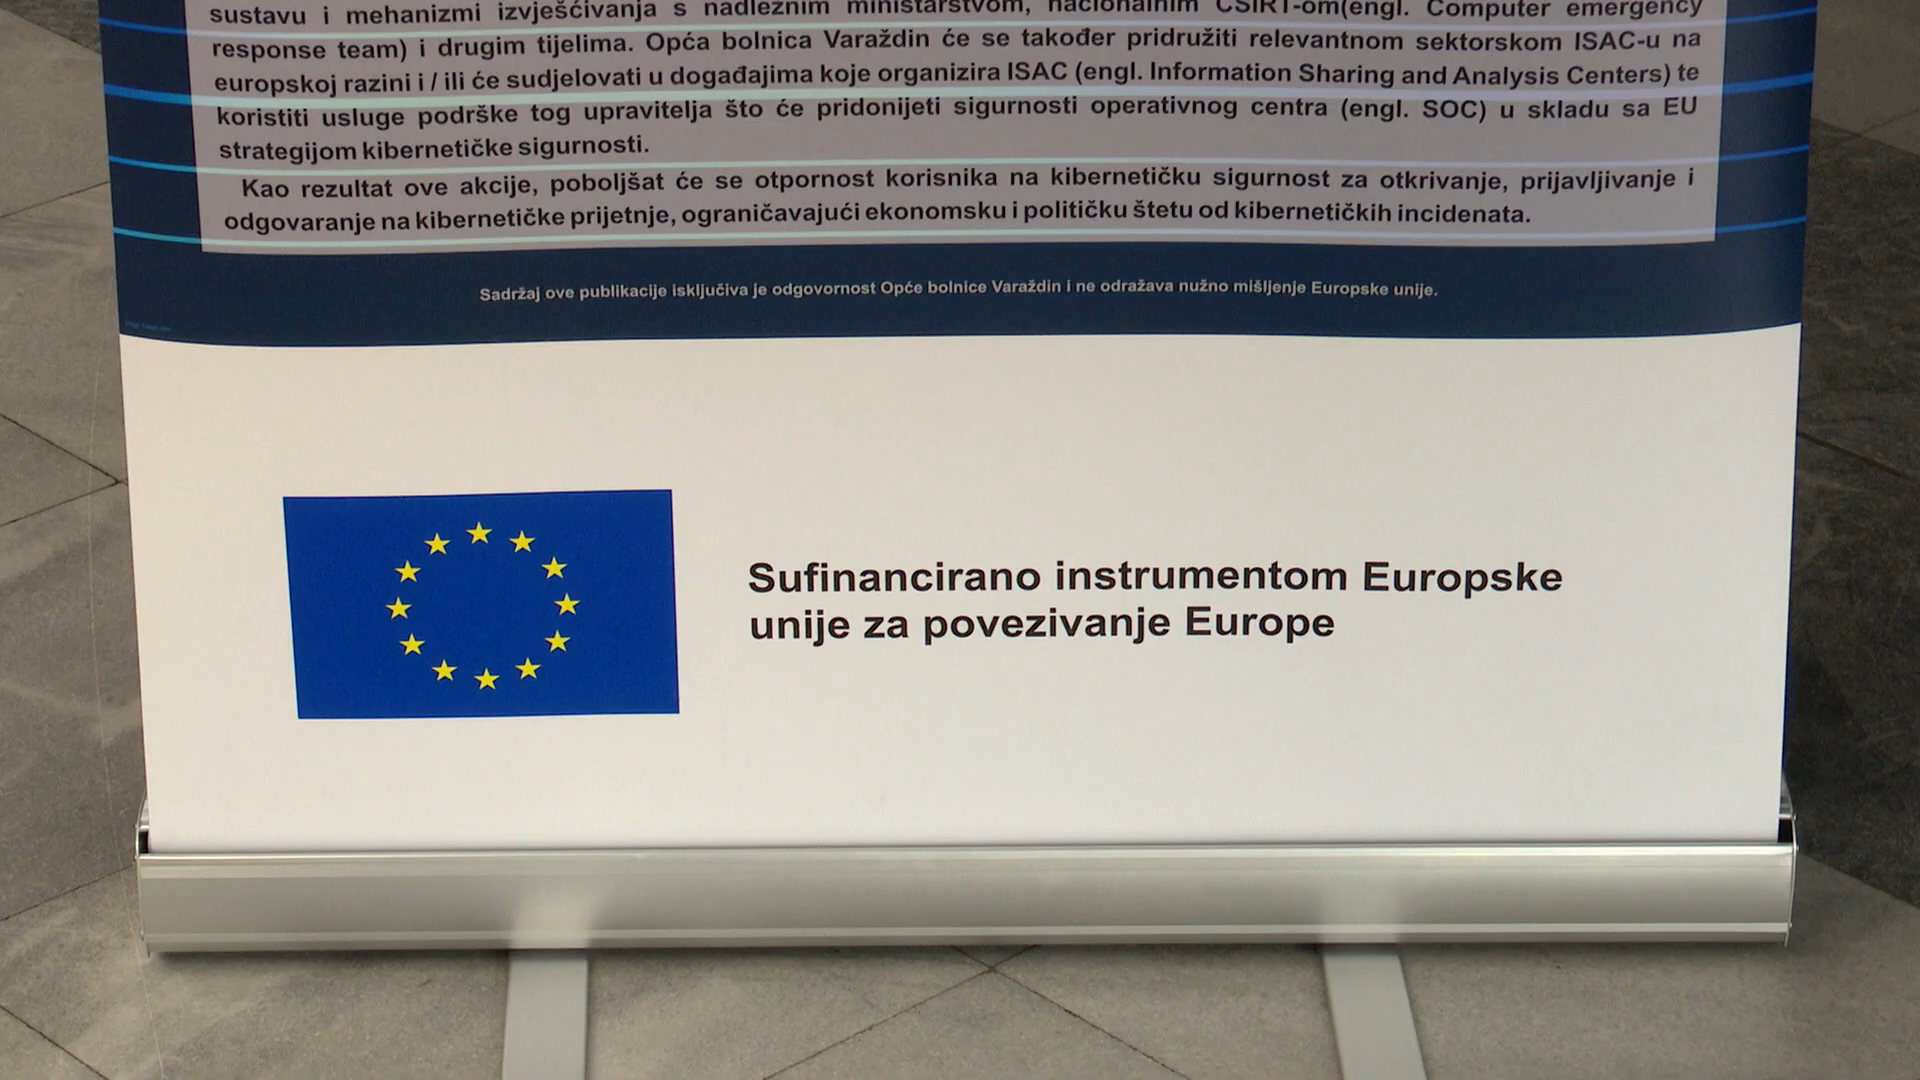 sustavu i mehanizmi izvješćivanja s nadležnim ministarstvom, nacionalnim CSIRT-om(engl. Computer emergency
response team) i drugim tijelima. Opća bolnica Varaždin će se također pridružiti relevantnom sektorskom ISAC-u na
europskoj razini i / ili će sudjelovati u događajima koje organizira ISAC (engl. Information Sharing and Analysis Centers) te
koristiti usluge podrške tog upravitelja što će pridonijeti sigurnosti operativnog centra (engl. SOC) u skladu sa EU
strategijom kibernetičke sigurnosti.
Kao rezultat ove akcije, poboljšat će se otpornost korisnika na kibernetičku sigurnost za otkrivanje, prijavljivanje i
odgovaranje na kibernetičke prijetnje, ograničavajući ekonomsku i političku štetu od kibernetičkih incidenata.
Sadržaj ove publikacije isključiva je odgovornost Opće bolnice Varaždin i ne odražava nužno mišljenje Europske unije.
Sufinancirano instrumentom Europske
unije za povezivanje Europe